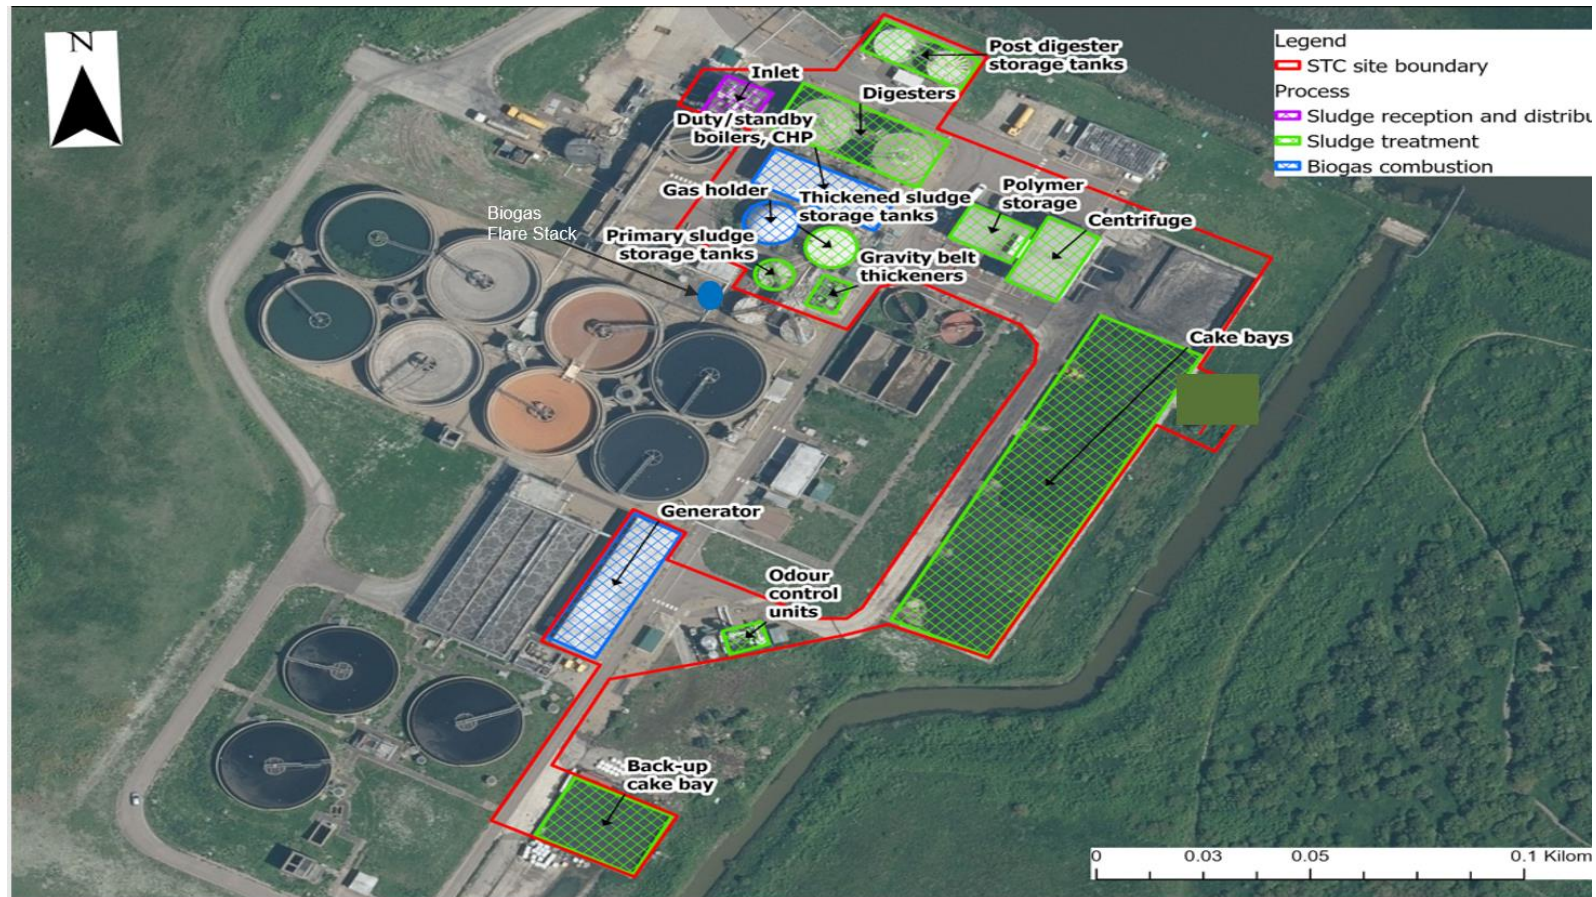 N
Post digester
storage tanks
Inlet
Digesters
Duty/standby
boilers, CHP
Gas holder
Thickened sludge
storage tanks
Polymer
storage
Centrifuge
Biogas
Flare Stack
Primary sludge
storage tanks
Gravity belt
thickeners
Cake bays
Generator
Odour
control
units
Back-up
cake bay
Legend
STC site boundary
Process
Sludge reception and distribu
Sludge treatment
Biogas combustion
0 0.03 0.05 0.1 Kilom